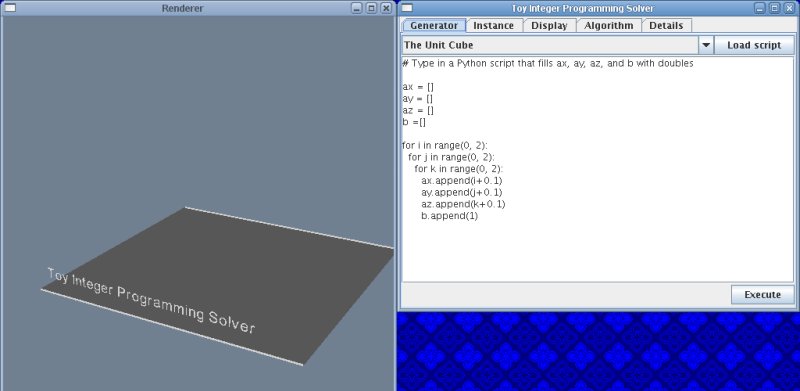 Renderer
Toy Integer Programming Solver
Toy Integer Programming Solver
Generator Instance Display Algorithm Details
The Unit Cube Load script
# Type in a Python script that fills ax, ay, az, and b with doubles
ax = []
ay = []
az = []
b =[]
for i in range(0, 2):
for j in range(0, 2):
for k in range(0, 2):
ax.append(i+0.1)
ay.append(j+0.1)
az.append(k+0.1)
b.append(1)
Execute